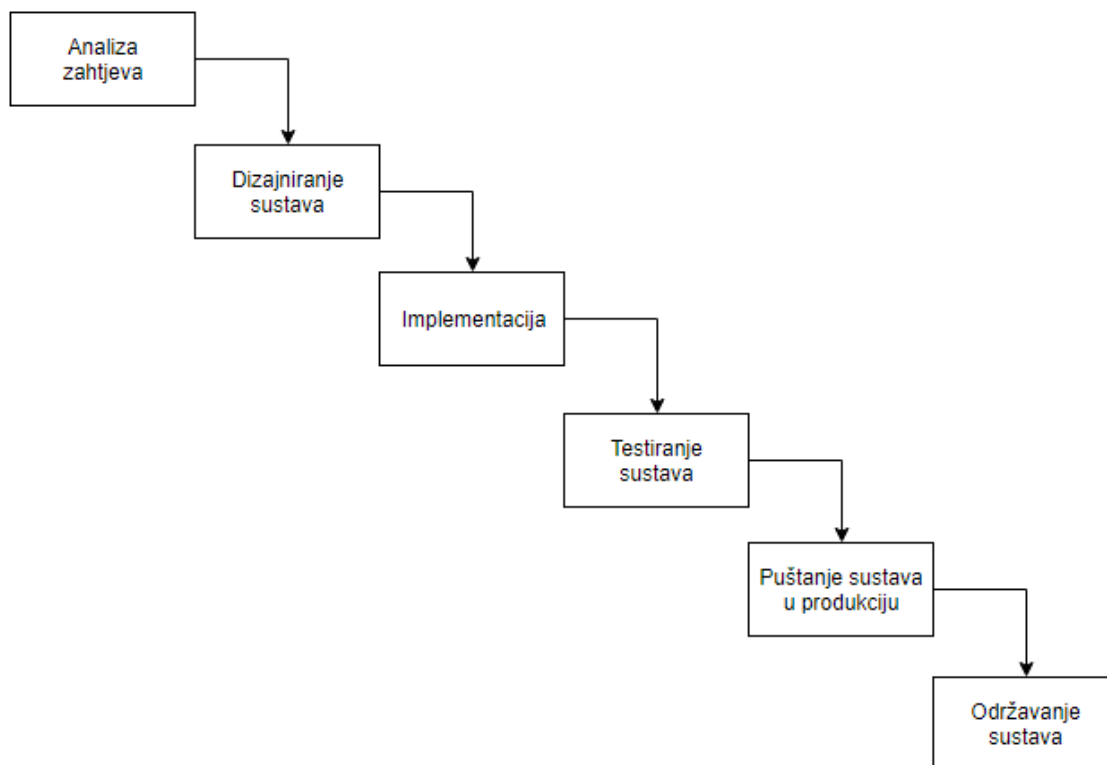 Analiza
zahtjeva
Dizajniranje
sustava
Implementacija
Testiranje
sustava
Puštanje sustava
u produkciju
Održavanje
sustava